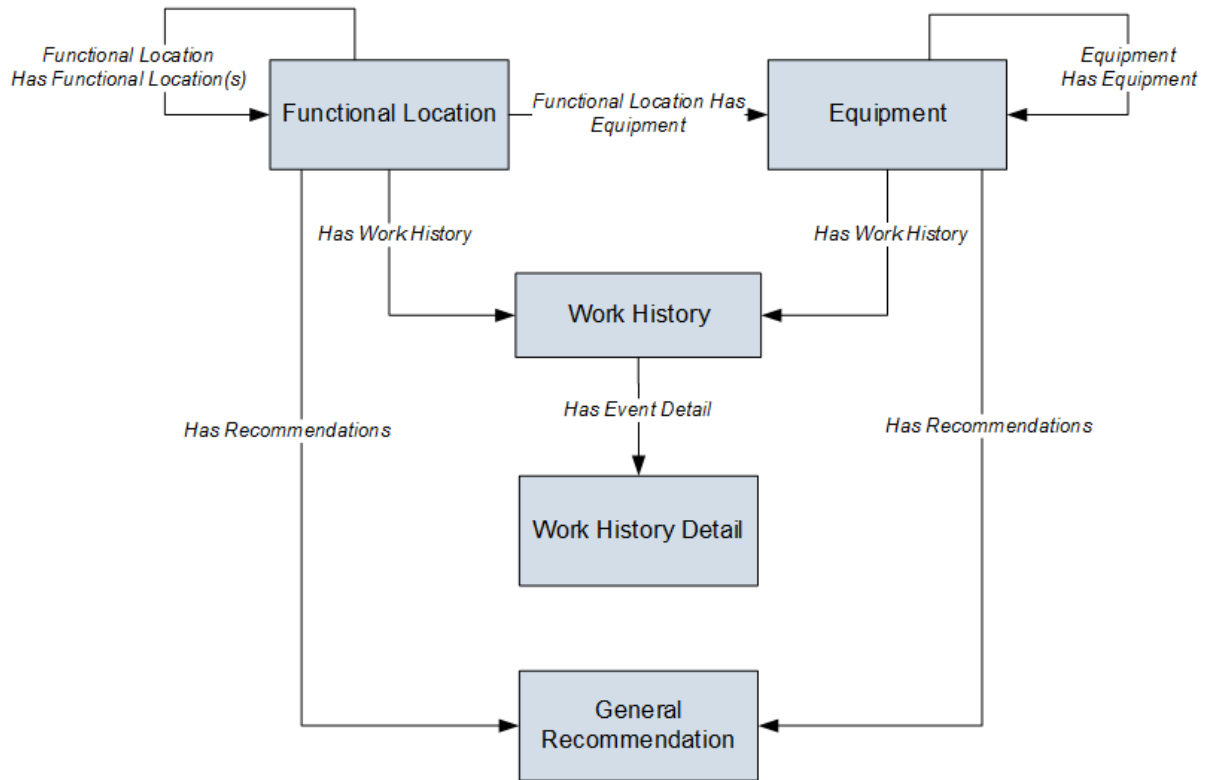 Functional Location
Has Functional Location(s)
Functional Location
Functional Location Has
Equipment
Equipment
Equipment
Has Equipment
Has Work History
Has Work History
Work History
Has Event Detail
Has Recommendations
Has Recommendations
Work History Detail
General
Recommendation